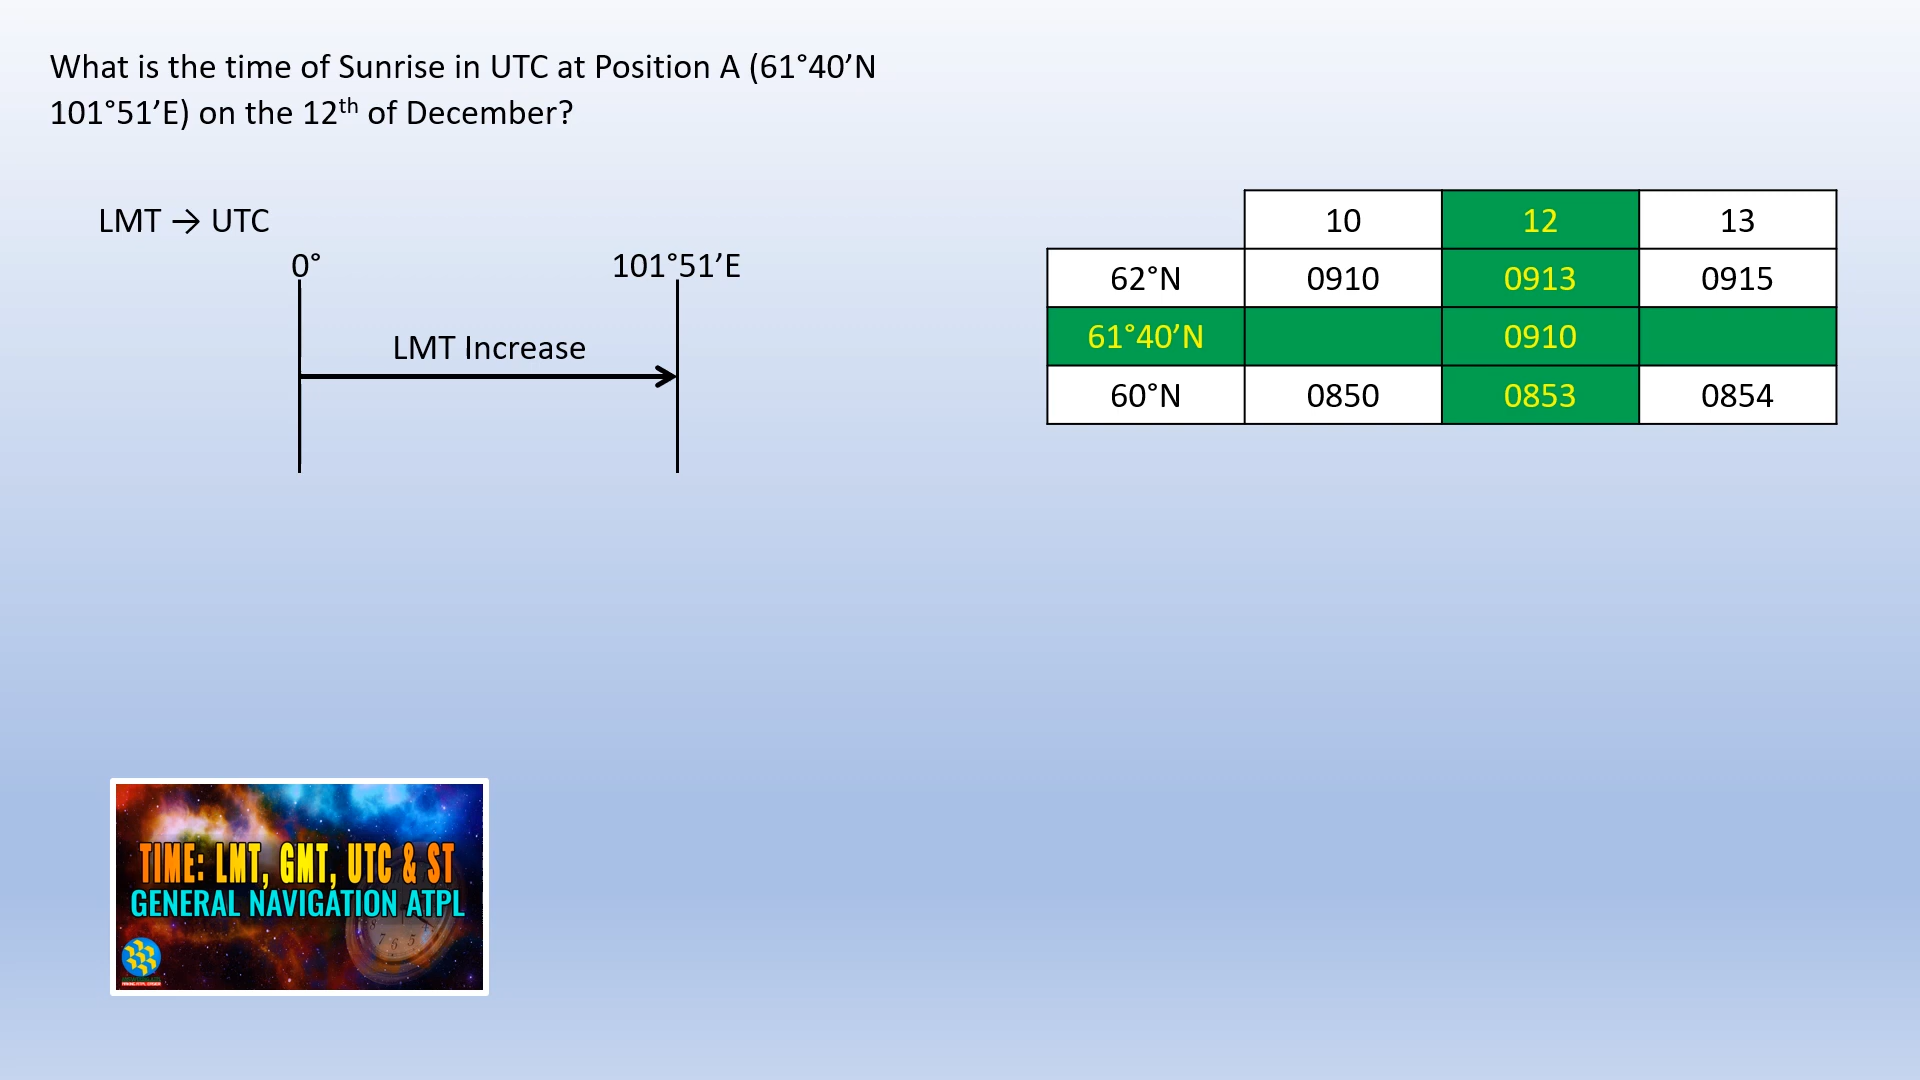 What is the time of Sunrise in UTC at Position A (61°40’N
101°51’E) on the 12th of December?
LMT → UTC
0° 101°51’E
LMT Increase
10 12 13
62°N 0910 0913 0915
61°40’N 0910
60°N 0850 0853 0854
TIME: LMT, GMT, UTC & ST
GENERAL NAVIGATION ATPL